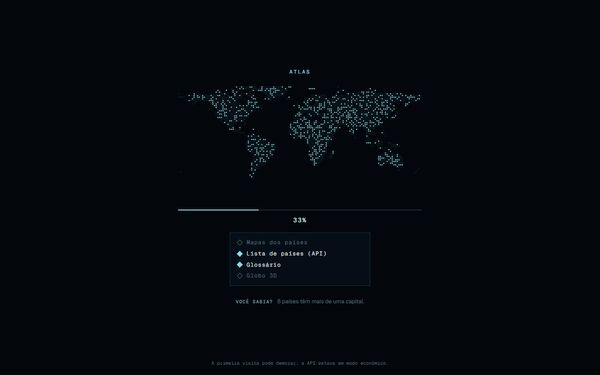 ATLAS
33%
Mapas dos países
Lista de países (API)
Glossário
Globo 3D
VOCÊ SABIA? 8 países têm mais de uma capital.
A primeira visita pode demorar: a API estava em modo econômico.